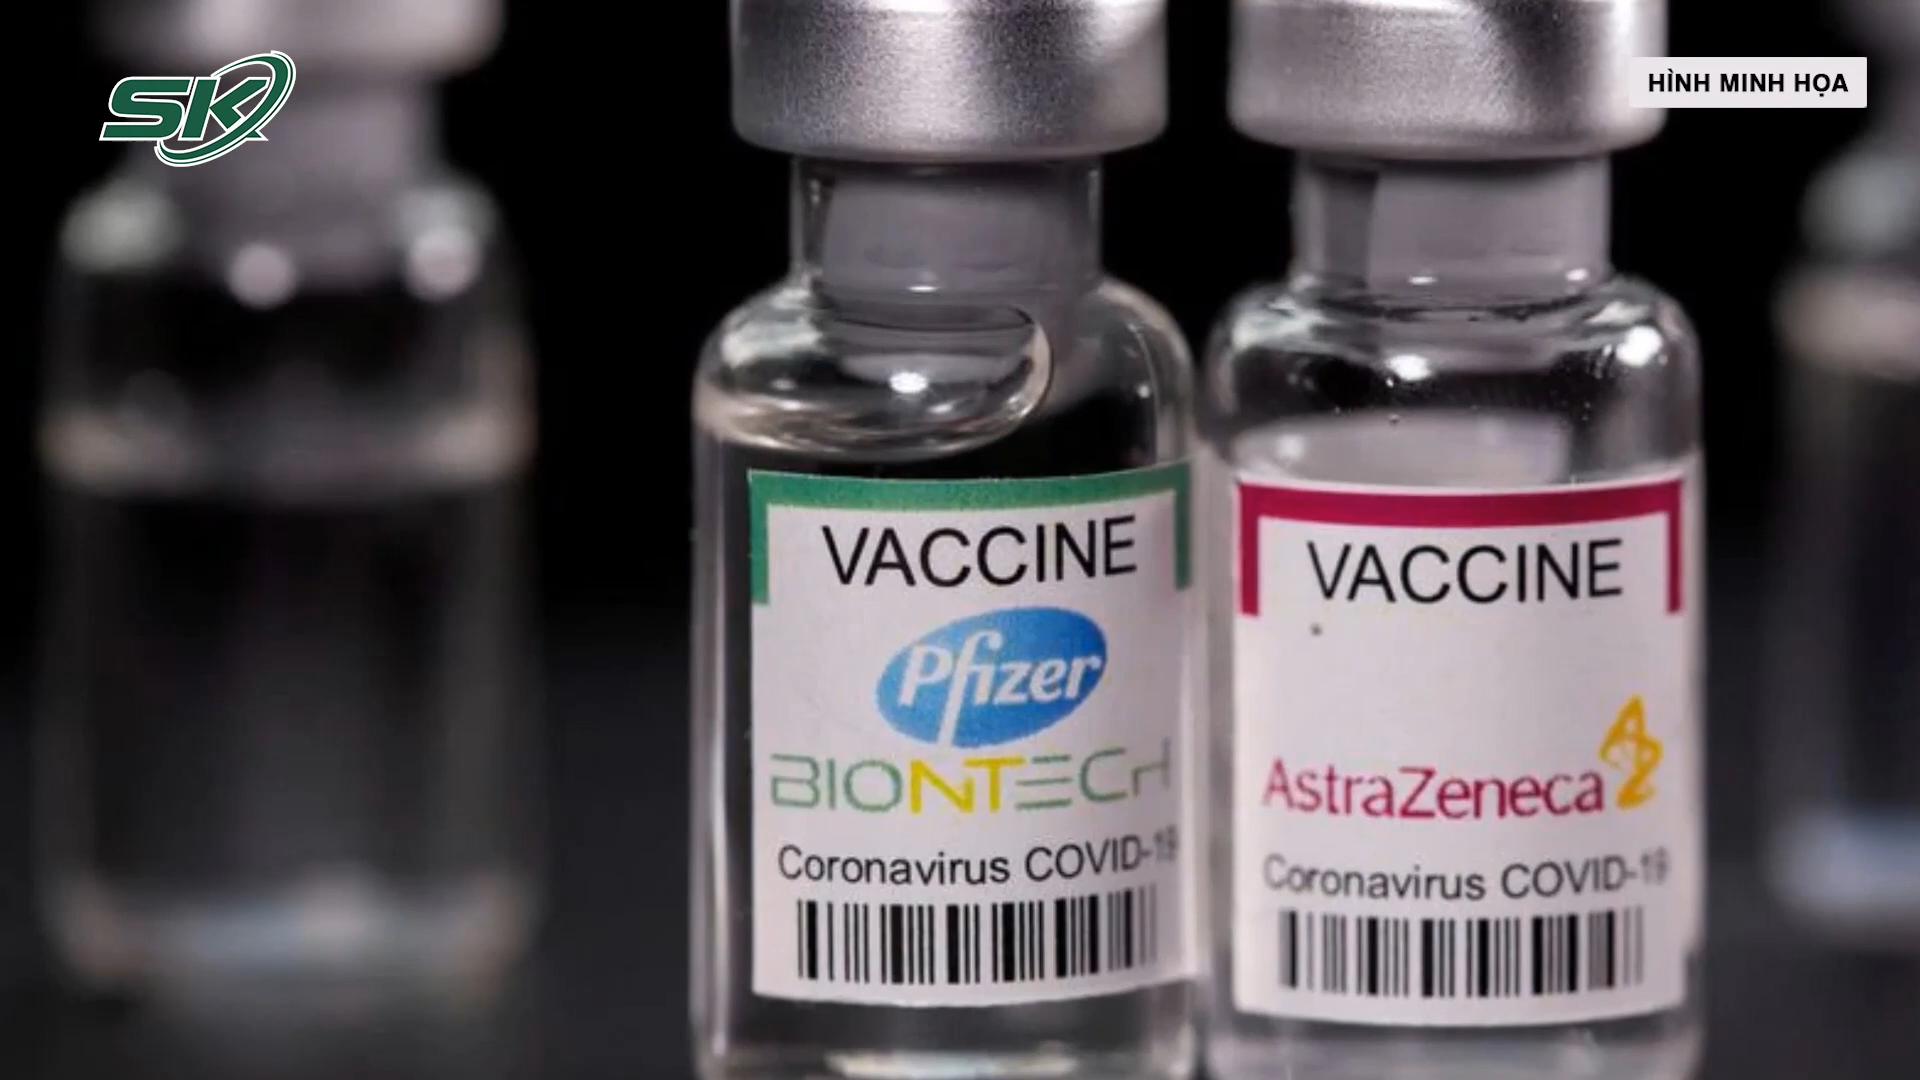 SK
HÌNH MINH HỌA
VACCINE
Pfizer
BIONTECH
Coronavirus COVID-19
VACCINE
AstraZeneca
Coronavirus COVID-19